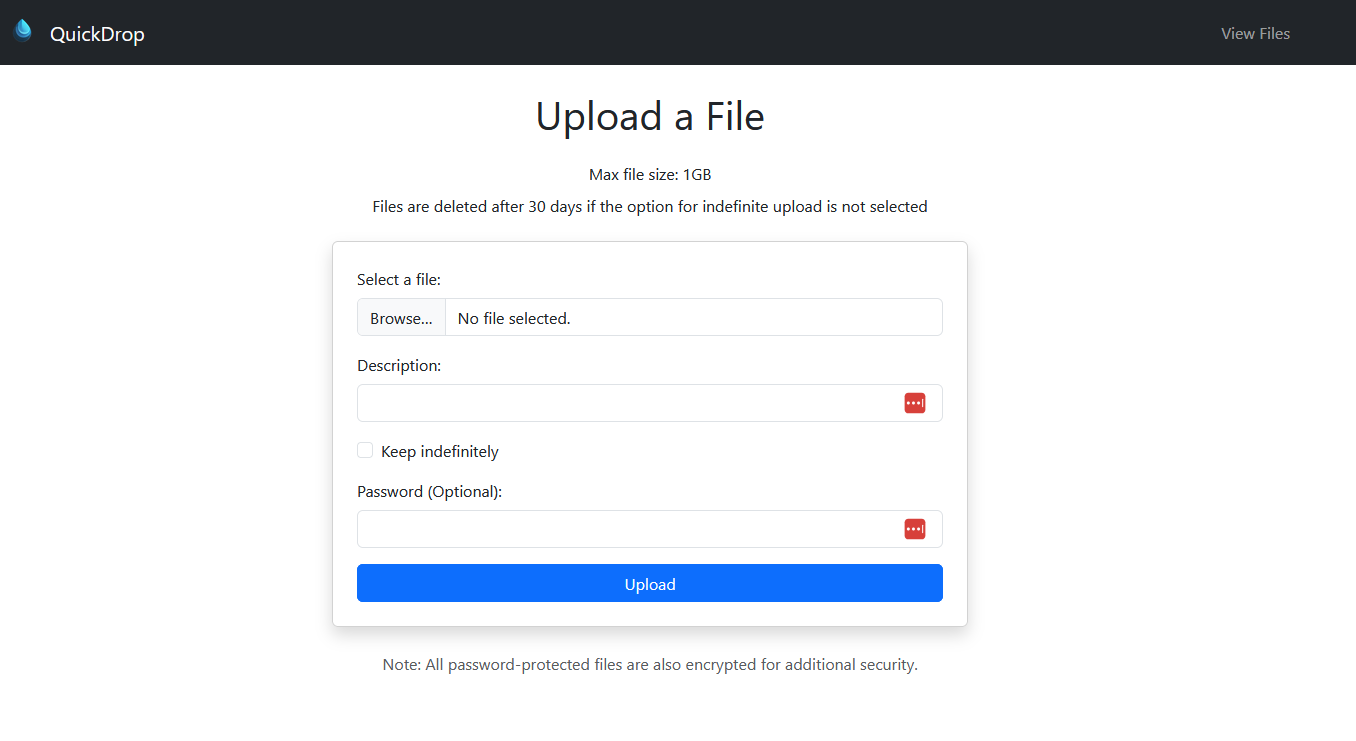 QuickDrop
View Files
Upload a File
Max file size: 1GB
Files are deleted after 30 days if the option for indefinite upload is not selected
Select a file:
Browse... No file selected.
Description:
Keep indefinitely
Password (Optional):
Upload
Note: All password-protected files are also encrypted for additional security.